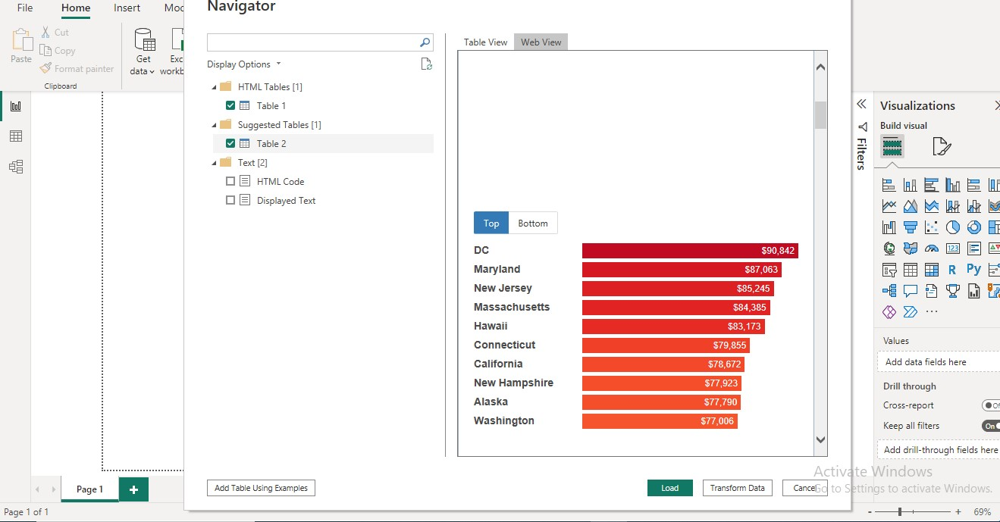 Navigator
File Home Insert Mod
Cut
Copy
Format painter
Paste
Clipboard
Get
data
Exc
workb
Display Options
HTML Tables [1]
Table 1
Suggested Tables [1]
Table 2
Text [2]
HTML Code
Displayed Text
Table View Web View
Top Bottom
DC $90,842
Maryland $87,063
New Jersey $85,245
Massachusetts $84,385
Hawaii $83,173
Connecticut $79,855
California $78,672
New Hampshire $77,923
Alaska $77,790
Washington $77,006
Add Table Using Examples
Load Transform Data Cancel
Filters
Visualizations
Build visual
123
R Py
...
Values
Add data fields here
Drill through
Cross-report
Of
Keep all filters
On
Add drill-through fields here
Activate Windows
Go to Settings to activate Windows.
Page 1 +
Page 1 of 1
- + 69%